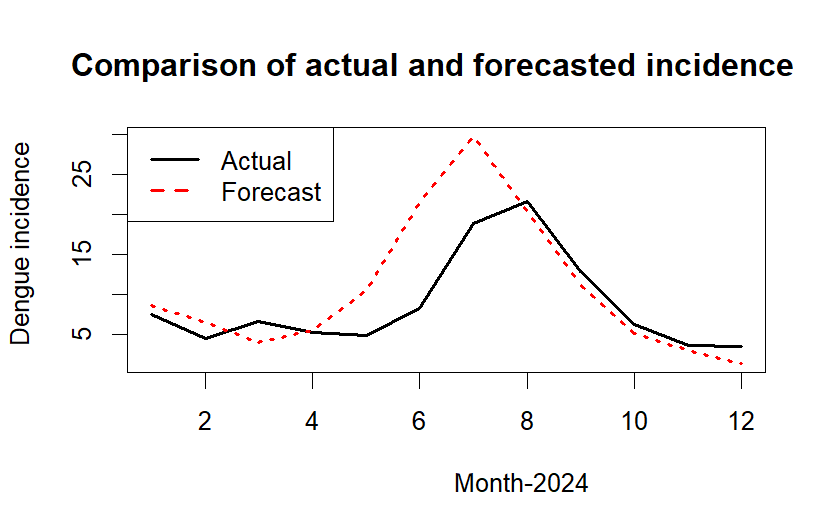 Comparison of actual and forecasted incidence
Actual
Forecast
Dengue incidence
25
15
5
2 4 6 8 10 12
Month-2024